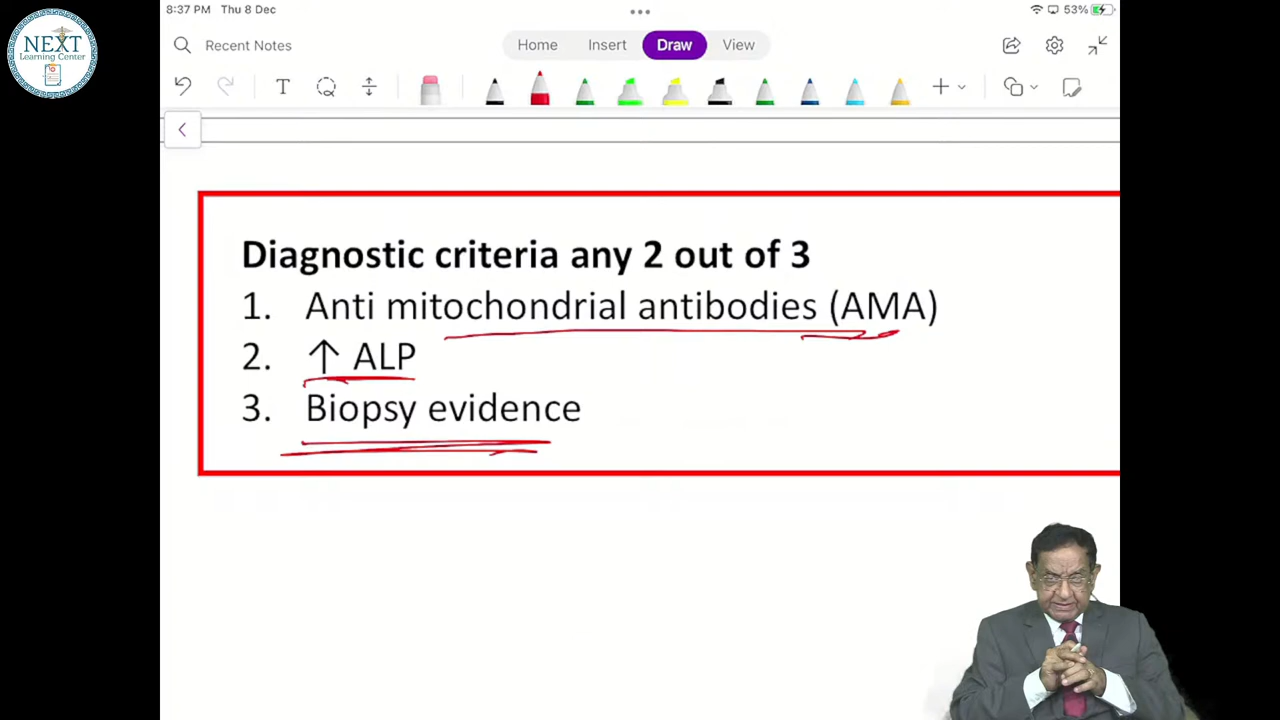 8:37 PM Thu 8 Dec
53%
NEXT
Learning Center
Recent Notes
Home Insert Draw View
T
Diagnostic criteria any 2 out of 3
1. Anti mitochondrial antibodies (AMA)
2. ↑ ALP
3. Biopsy evidence